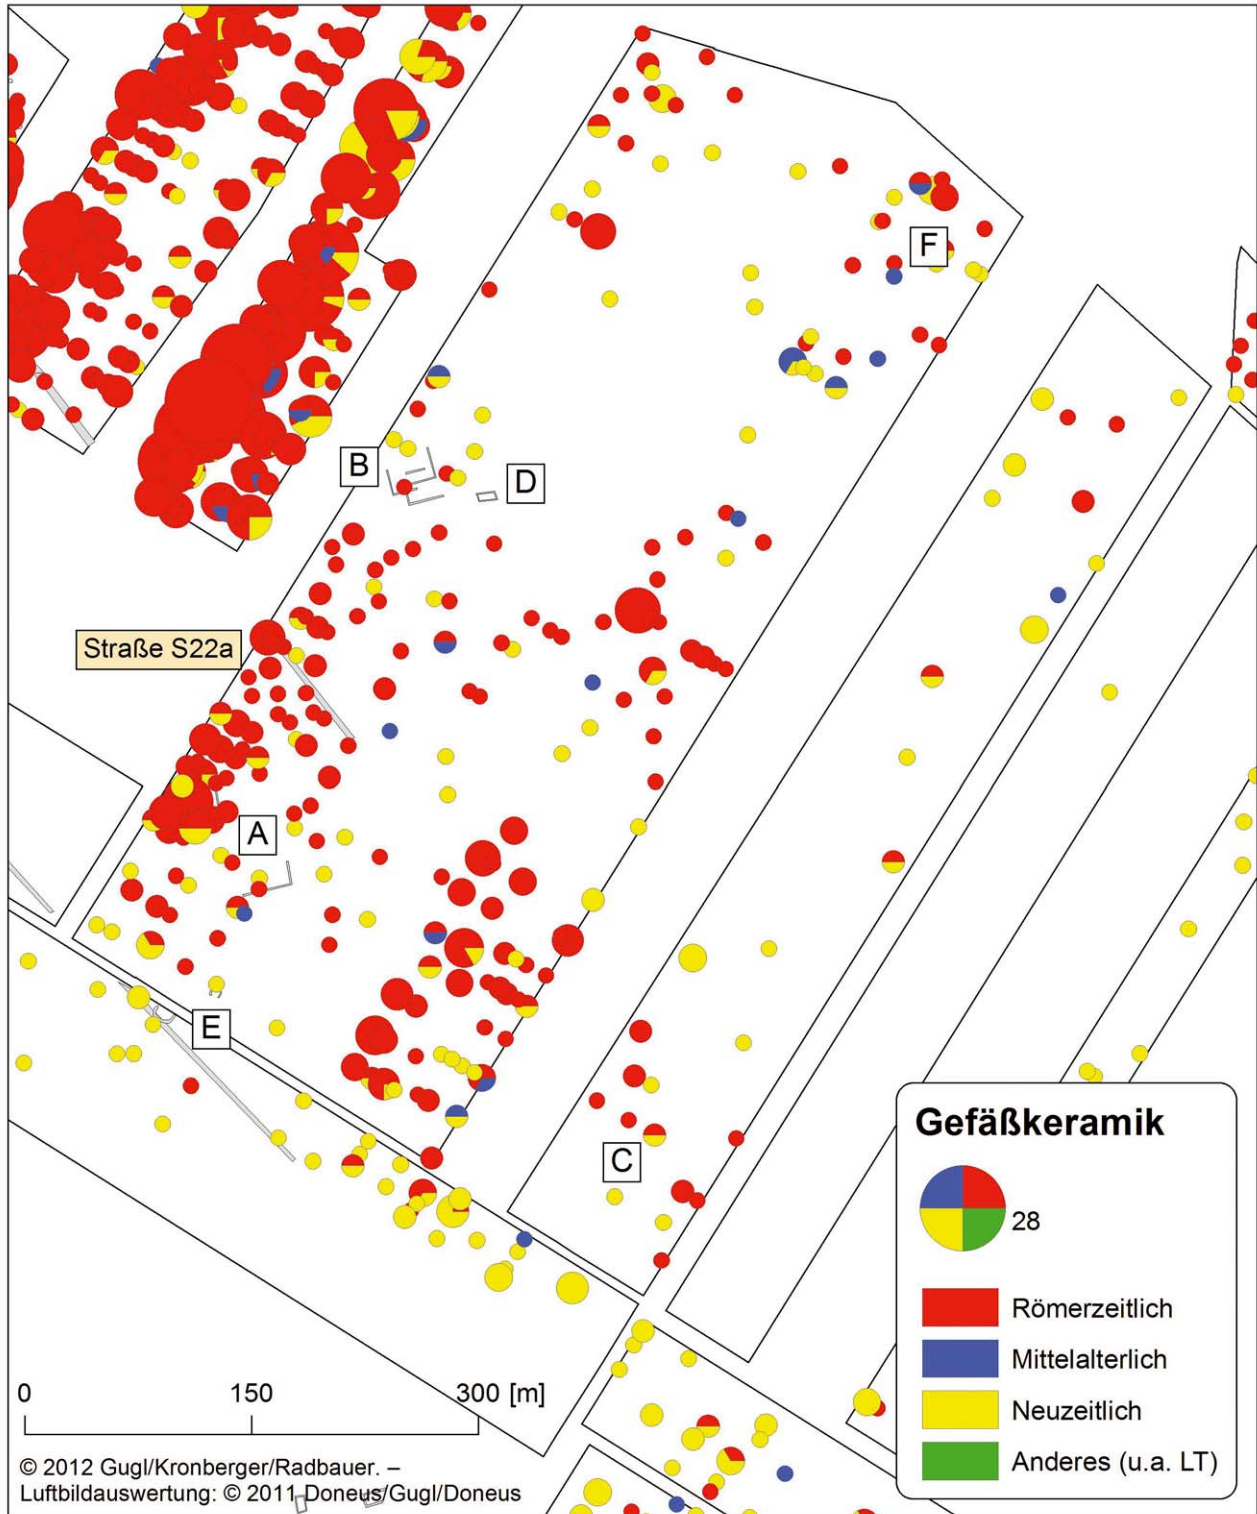 F
B
D
Straße S22a
A
E
C
Gefäßkeramik
28
Römerzeitlich
Mittelalterlich
Neuzeitlich
Anderes (u.a. LT)
0 150 300 [m]
© 2012 Gugl/Kronberger/Radbauer. –
Luftbildauswertung: © 2011 Doneus/Gugl/Doneus